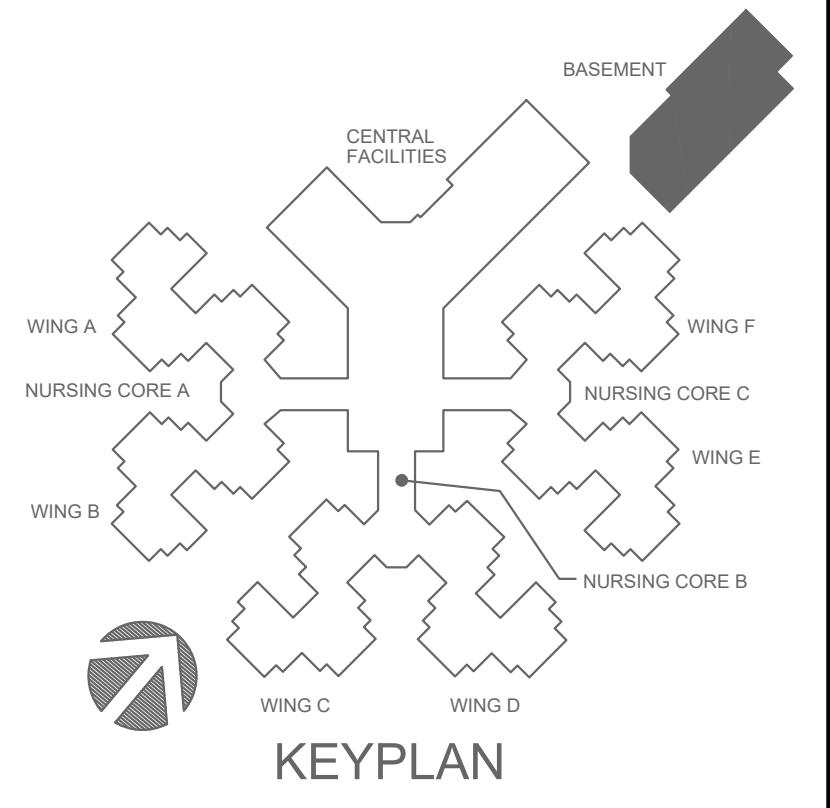 BASEMENT
CENTRAL
FACILITIES
WING A
WING F
NURSING CORE A
NURSING CORE C
WING E
WING B
NURSING CORE B
WING C
WING D
KEYPLAN